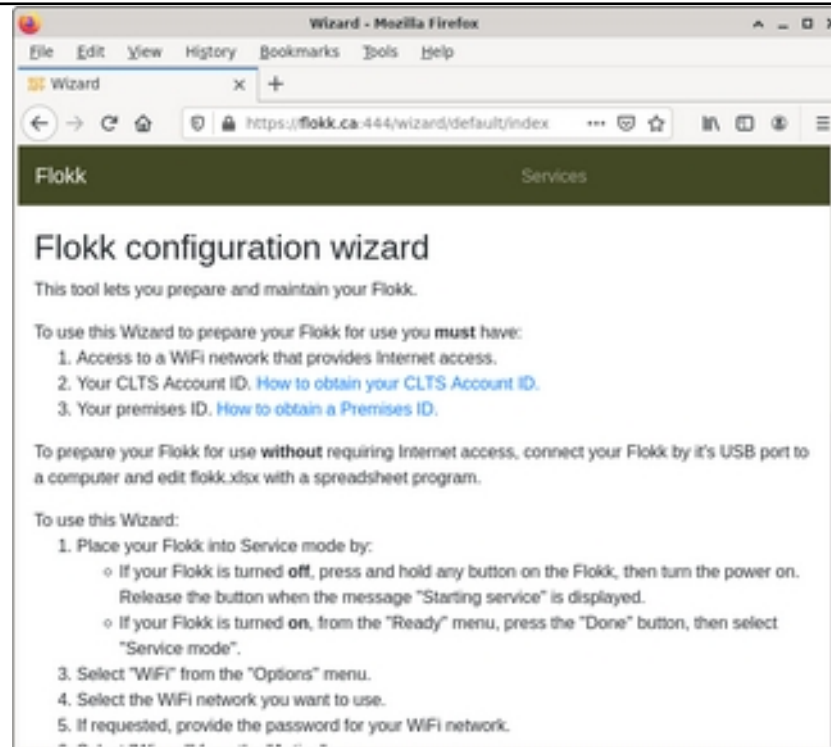 Wizard - Mozilla Firefox
File Edit View History Bookmarks Tools Help
Wizard
https://flokk.ca:444/wizard/default/index
Flokk Services
Flokk configuration wizard
This tool lets you prepare and maintain your Flokk.
To use this Wizard to prepare your Flokk for use you must have:
1. Access to a WiFi network that provides Internet access.
2. Your CLTS Account ID. How to obtain your CLTS Account ID.
3. Your premises ID. How to obtain a Premises ID.
To prepare your Flokk for use without requiring Internet access, connect your Flokk by it's USB port to
a computer and edit flokk.xlsx with a spreadsheet program.
To use this Wizard:
1. Place your Flokk into Service mode by:
If your Flokk is turned off, press and hold any button on the Flokk, then turn the power on.
Release the button when the message "Starting service" is displayed.
If your Flokk is turned on, from the "Ready" menu, press the "Done" button, then select
"Service mode".
3. Select "WiFi" from the "Options" menu.
4. Select the WiFi network you want to use.
5. If requested, provide the password for your WiFi network.